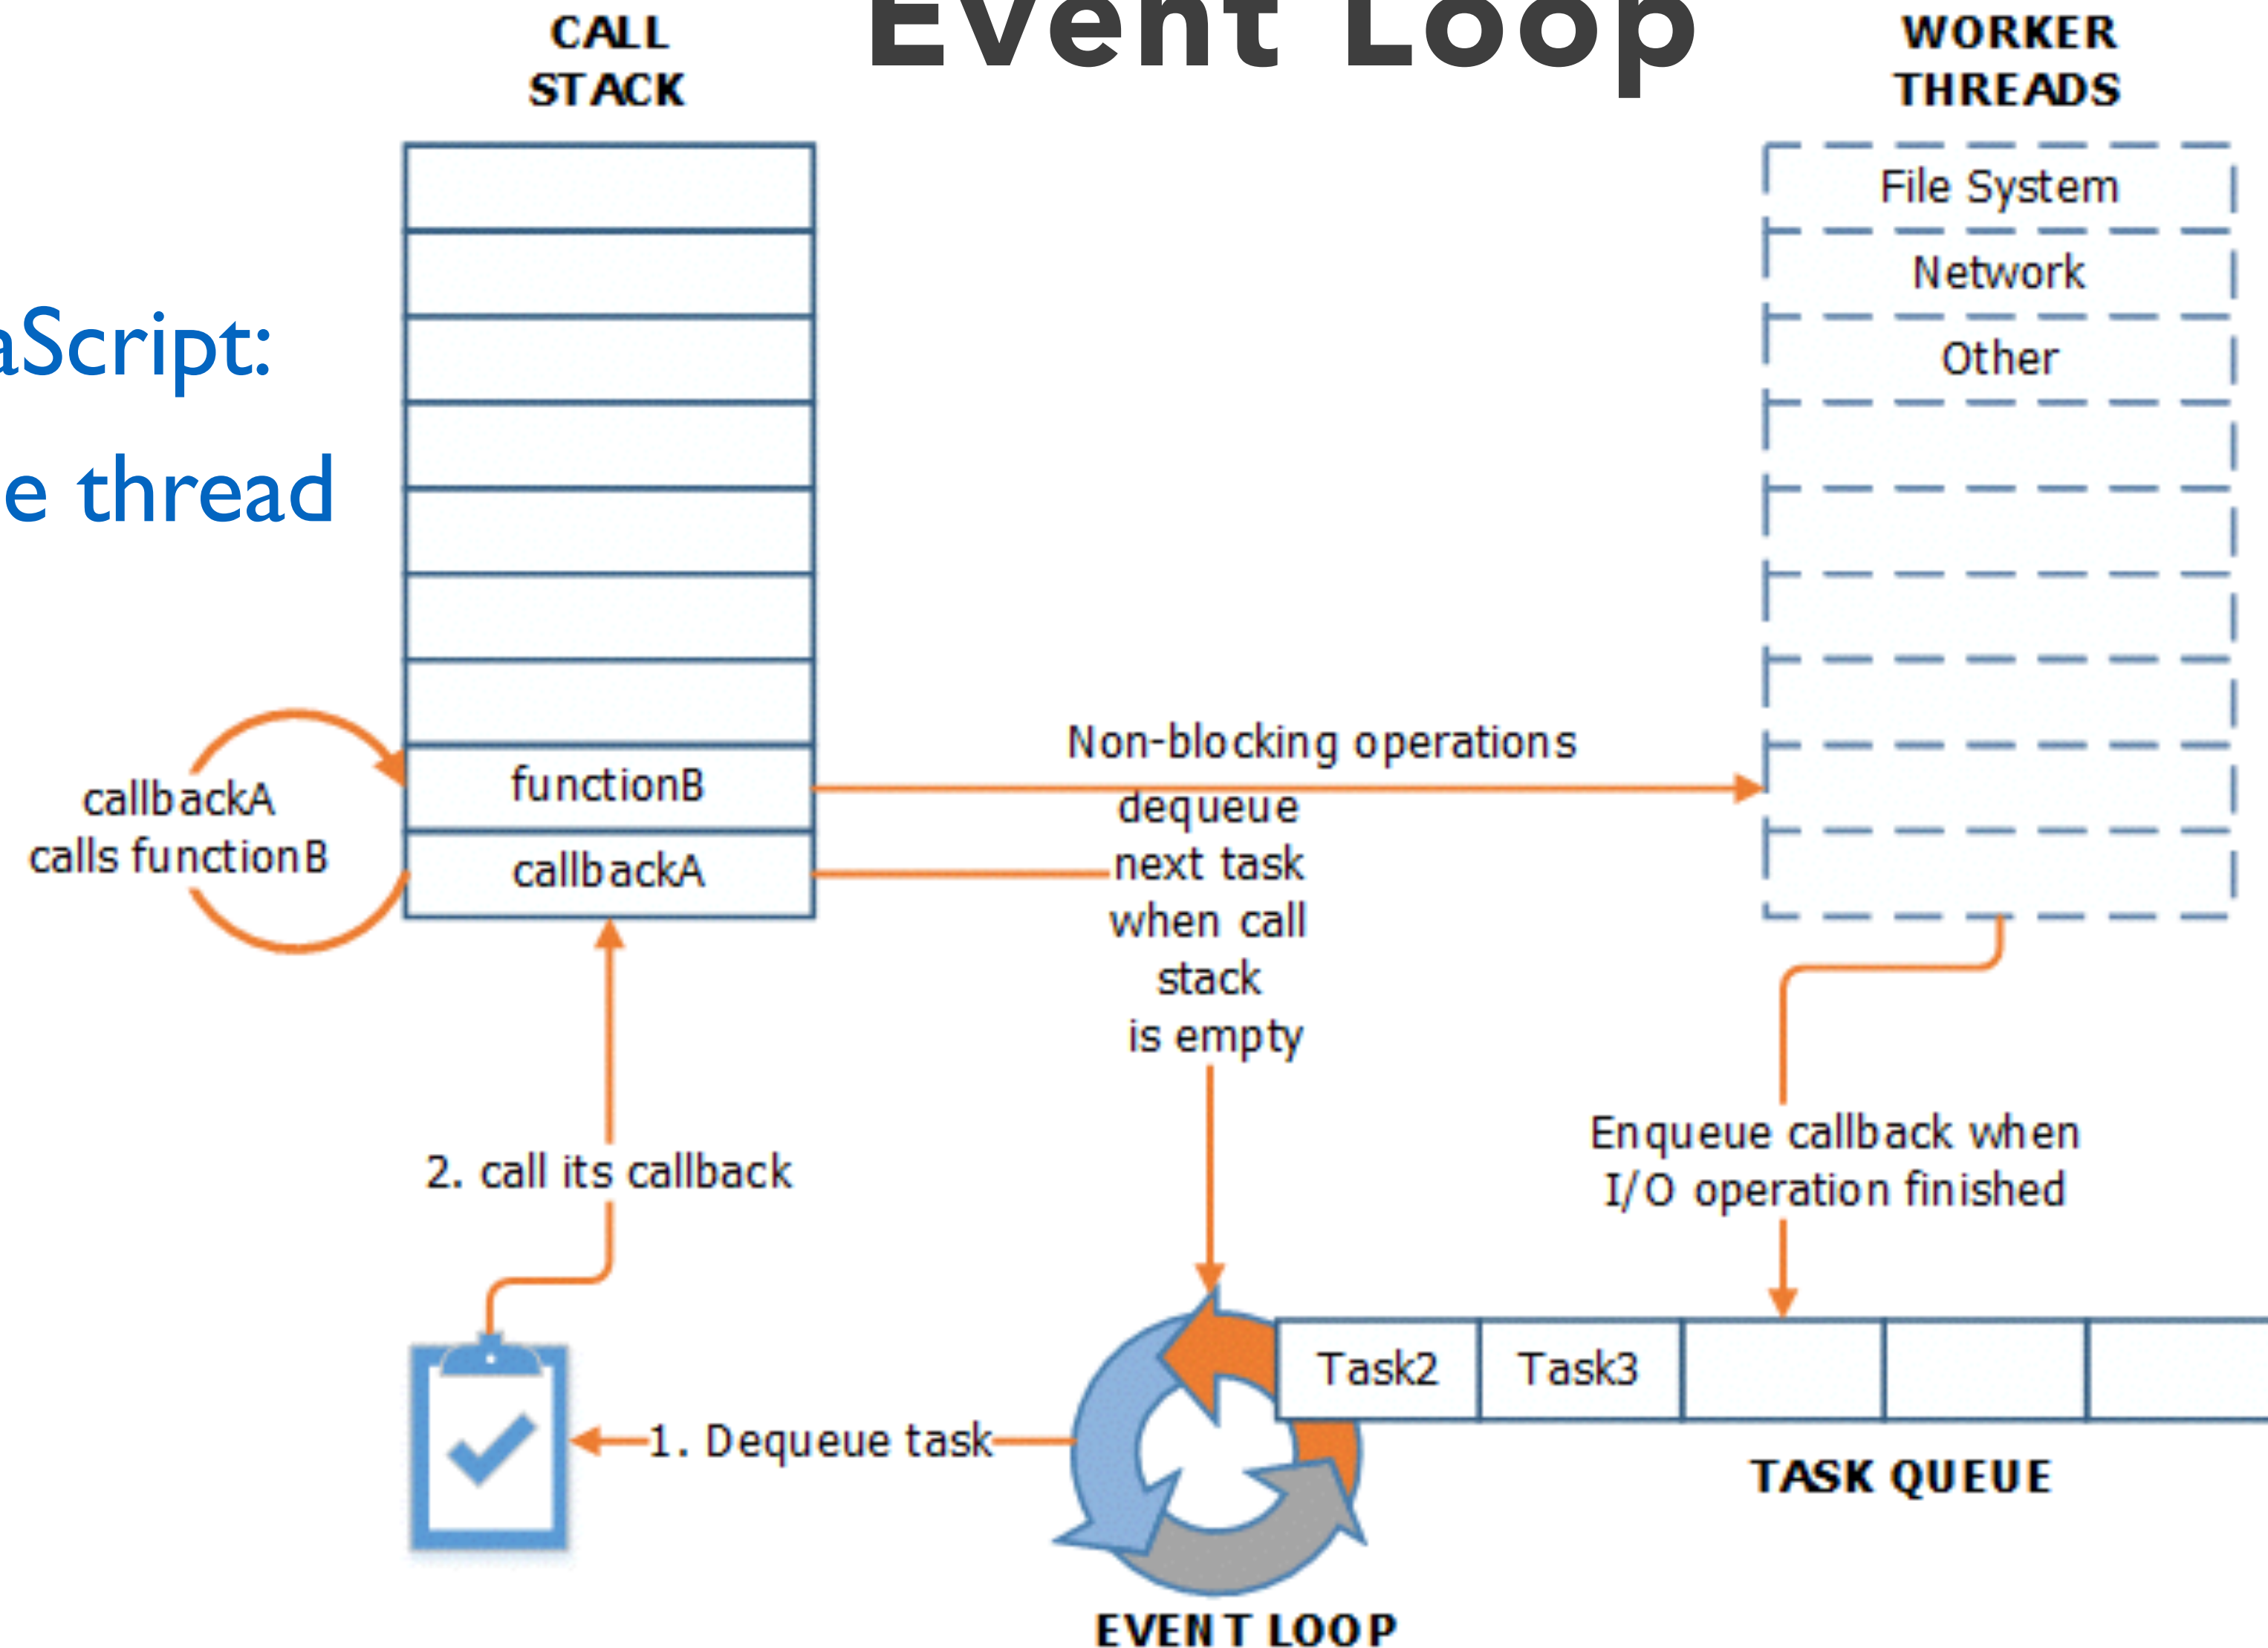 Event Loop
CALL
STACK
WORKER
THREADS
File System
Network
Other
aScript:
e thread
functionB
callbackA
callbackA
calls functionB
Non-blocking operations
dequeue
next task
when call
stack
is empty
2. call its callback
Enqueue callback when
I/O operation finished
1. Dequeue task
Task2
Task3
TASK QUEUE
EVENT LOOP